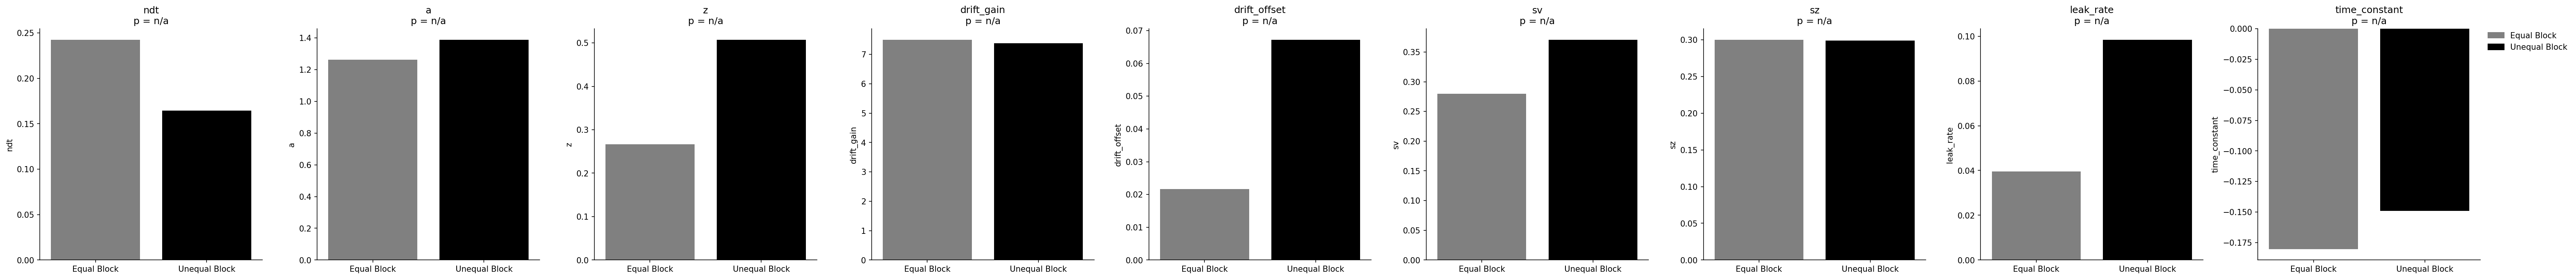 ndt
p = n/a
0.25
0.20
0.15
0.10
0.05
0.00
ndt
Equal Block
Unequal Block
a
p = n/a
1.4
1.2
1.0
0.8
0.6
0.4
0.2
0.0
a
Equal Block
Unequal Block
z
p = n/a
0.5
0.4
0.3
0.2
0.1
0.0
z
Equal Block
Unequal Block
drift_gain
p = n/a
7
6
5
4
3
2
1
0
drift_gain
Equal Block
Unequal Block
drift_offset
p = n/a
0.07
0.06
0.05
0.04
0.03
0.02
0.01
0.00
drift_offset
Equal Block
Unequal Block
sv
p = n/a
0.35
0.30
0.25
0.20
0.15
0.10
0.05
0.00
sv
Equal Block
Unequal Block
sz
p = n/a
0.30
0.25
0.20
0.15
0.10
0.05
0.00
sz
Equal Block
Unequal Block
leak_rate
p = n/a
0.10
0.08
0.06
0.04
0.02
0.00
leak_rate
Equal Block
Unequal Block
time_constant
p = n/a
0.000
−0.025
−0.050
−0.075
−0.100
−0.125
−0.150
−0.175
time_constant
Equal Block
Unequal Block
Equal Block
Unequal Block